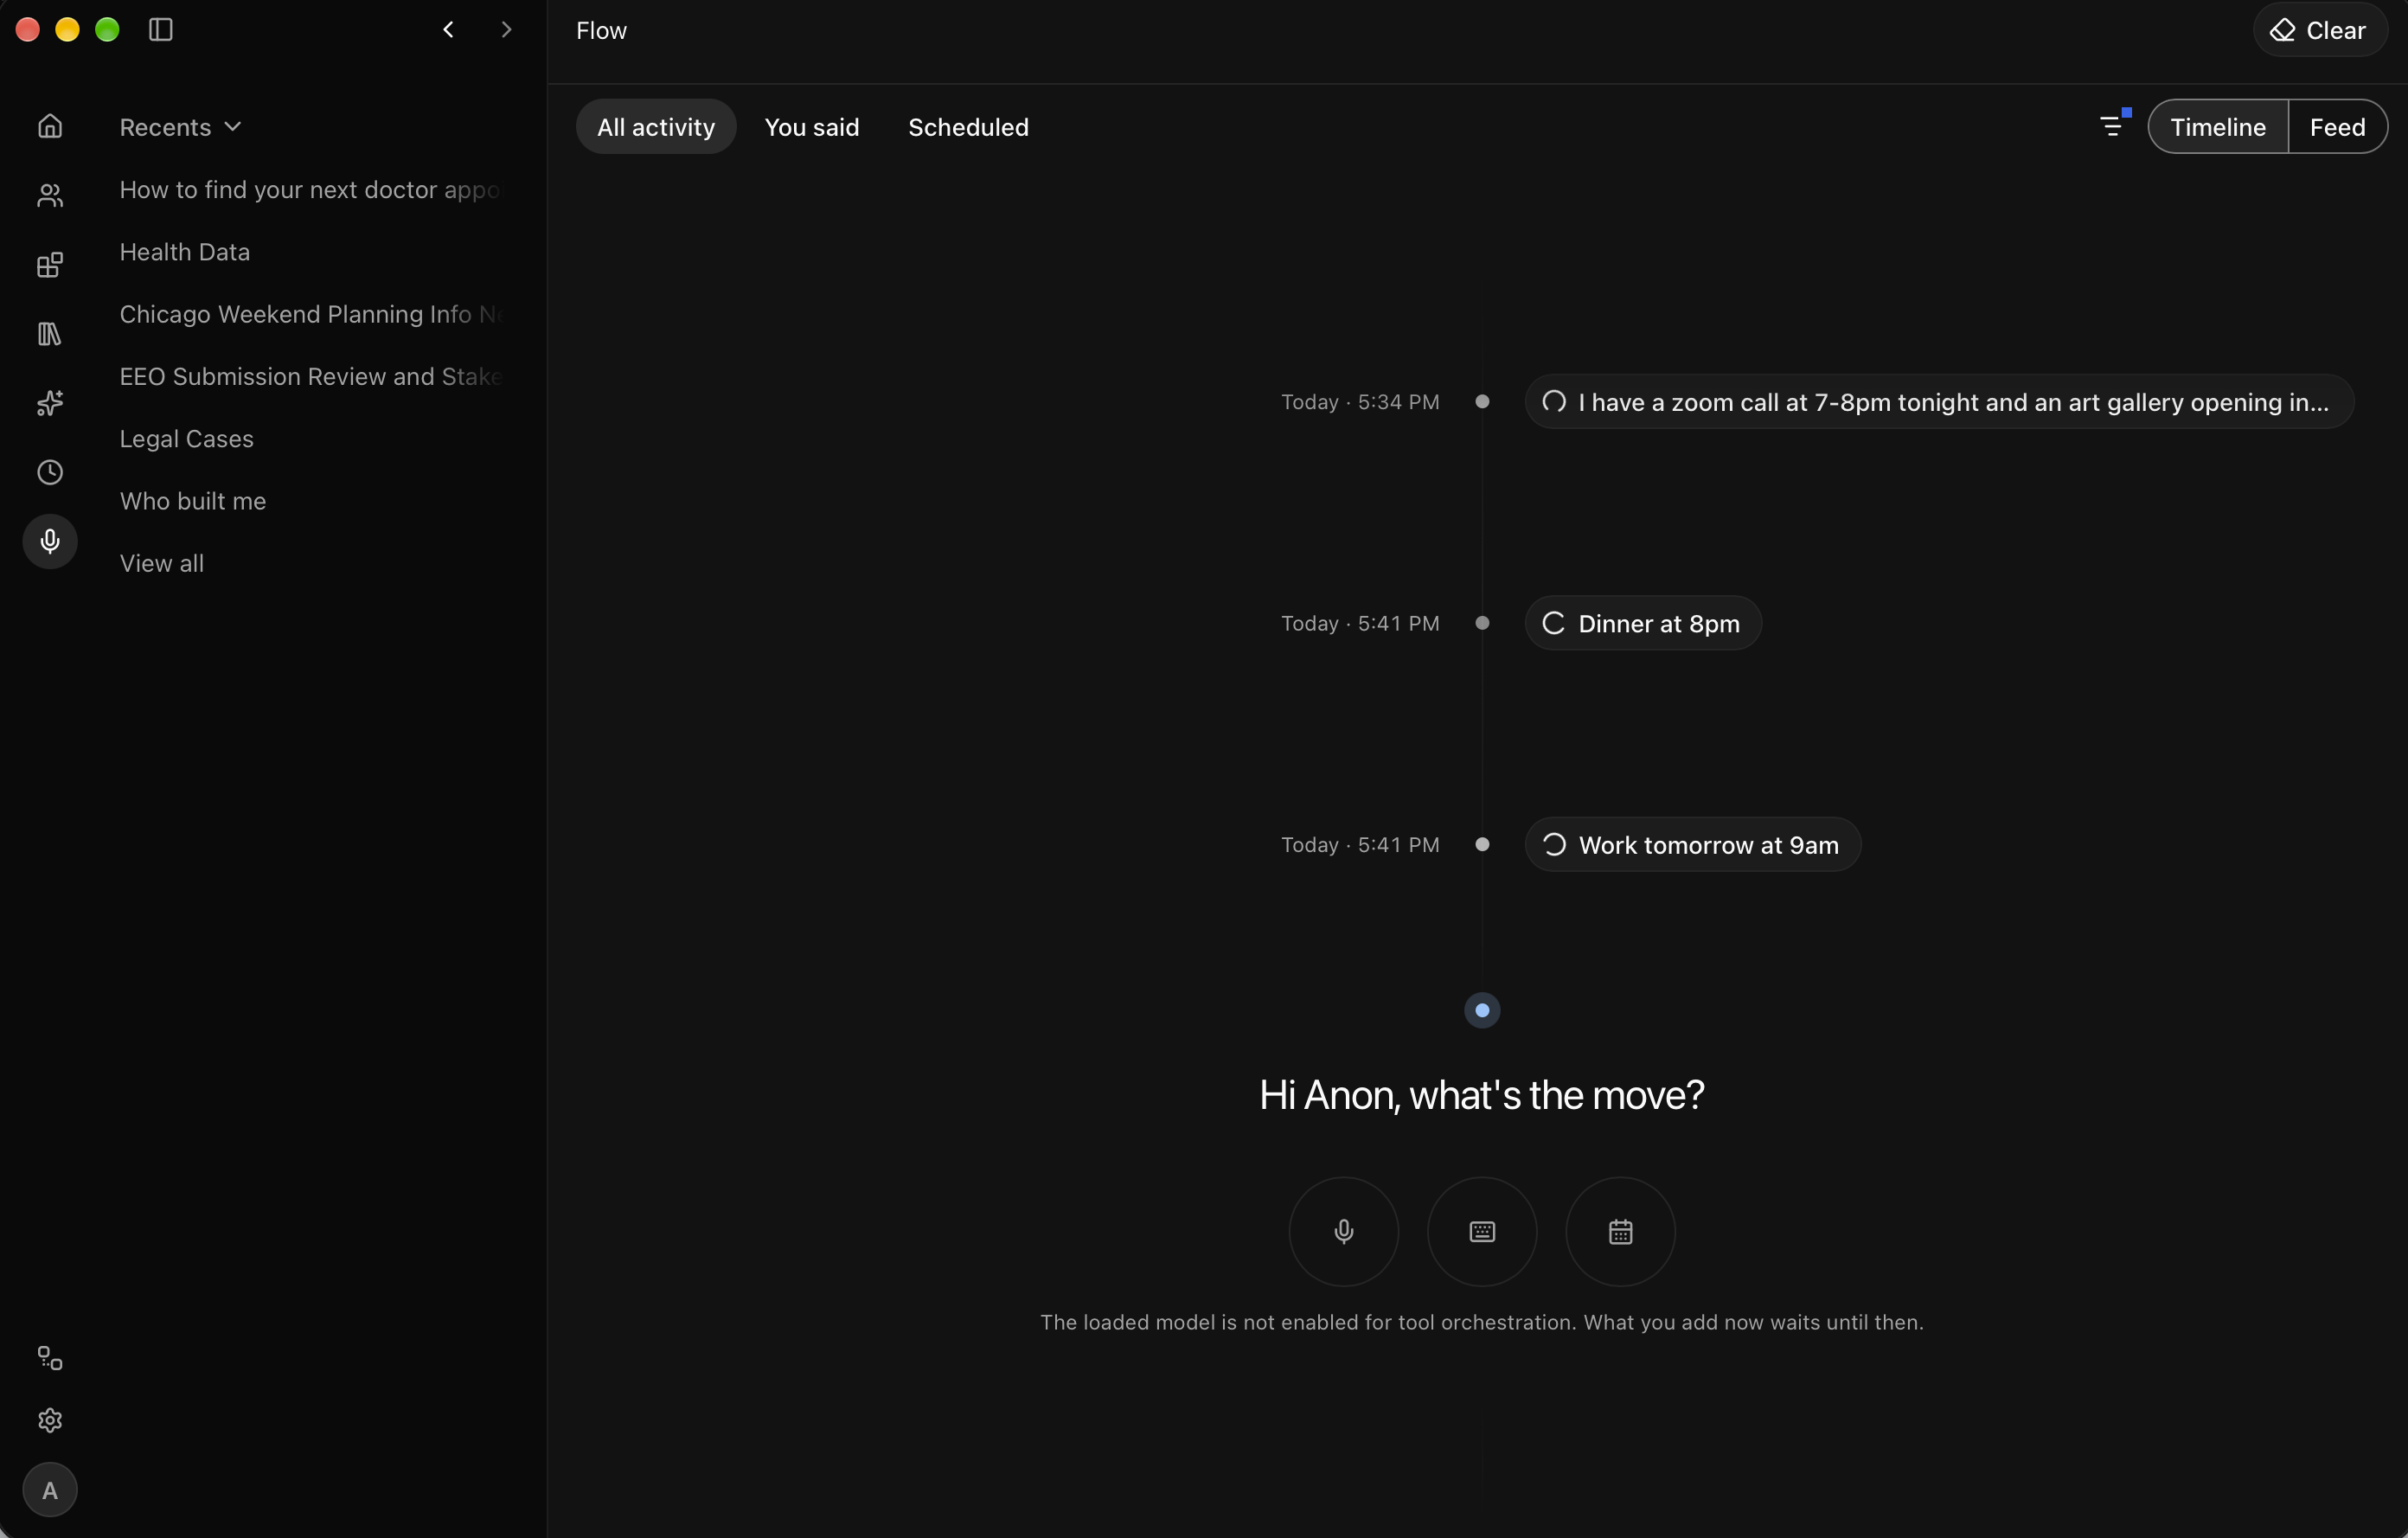 Flow
Clear
Recents
How to find your next doctor
Health Data
Chicago Weekend Planning Info
EEO Submission Review and
Legal Cases
Who built me
View all
A
All activity
You said
Scheduled
Timeline
Feed
Today · 5:34 PM
I have a zoom call at 7-8pm tonight and an art gallery opening in...
Today · 5:41 PM
Dinner at 8pm
Today · 5:41 PM
Work tomorrow at 9am
Hi Anon, what's the move?
The loaded model is not enabled for tool orchestration. What you add now waits until then.